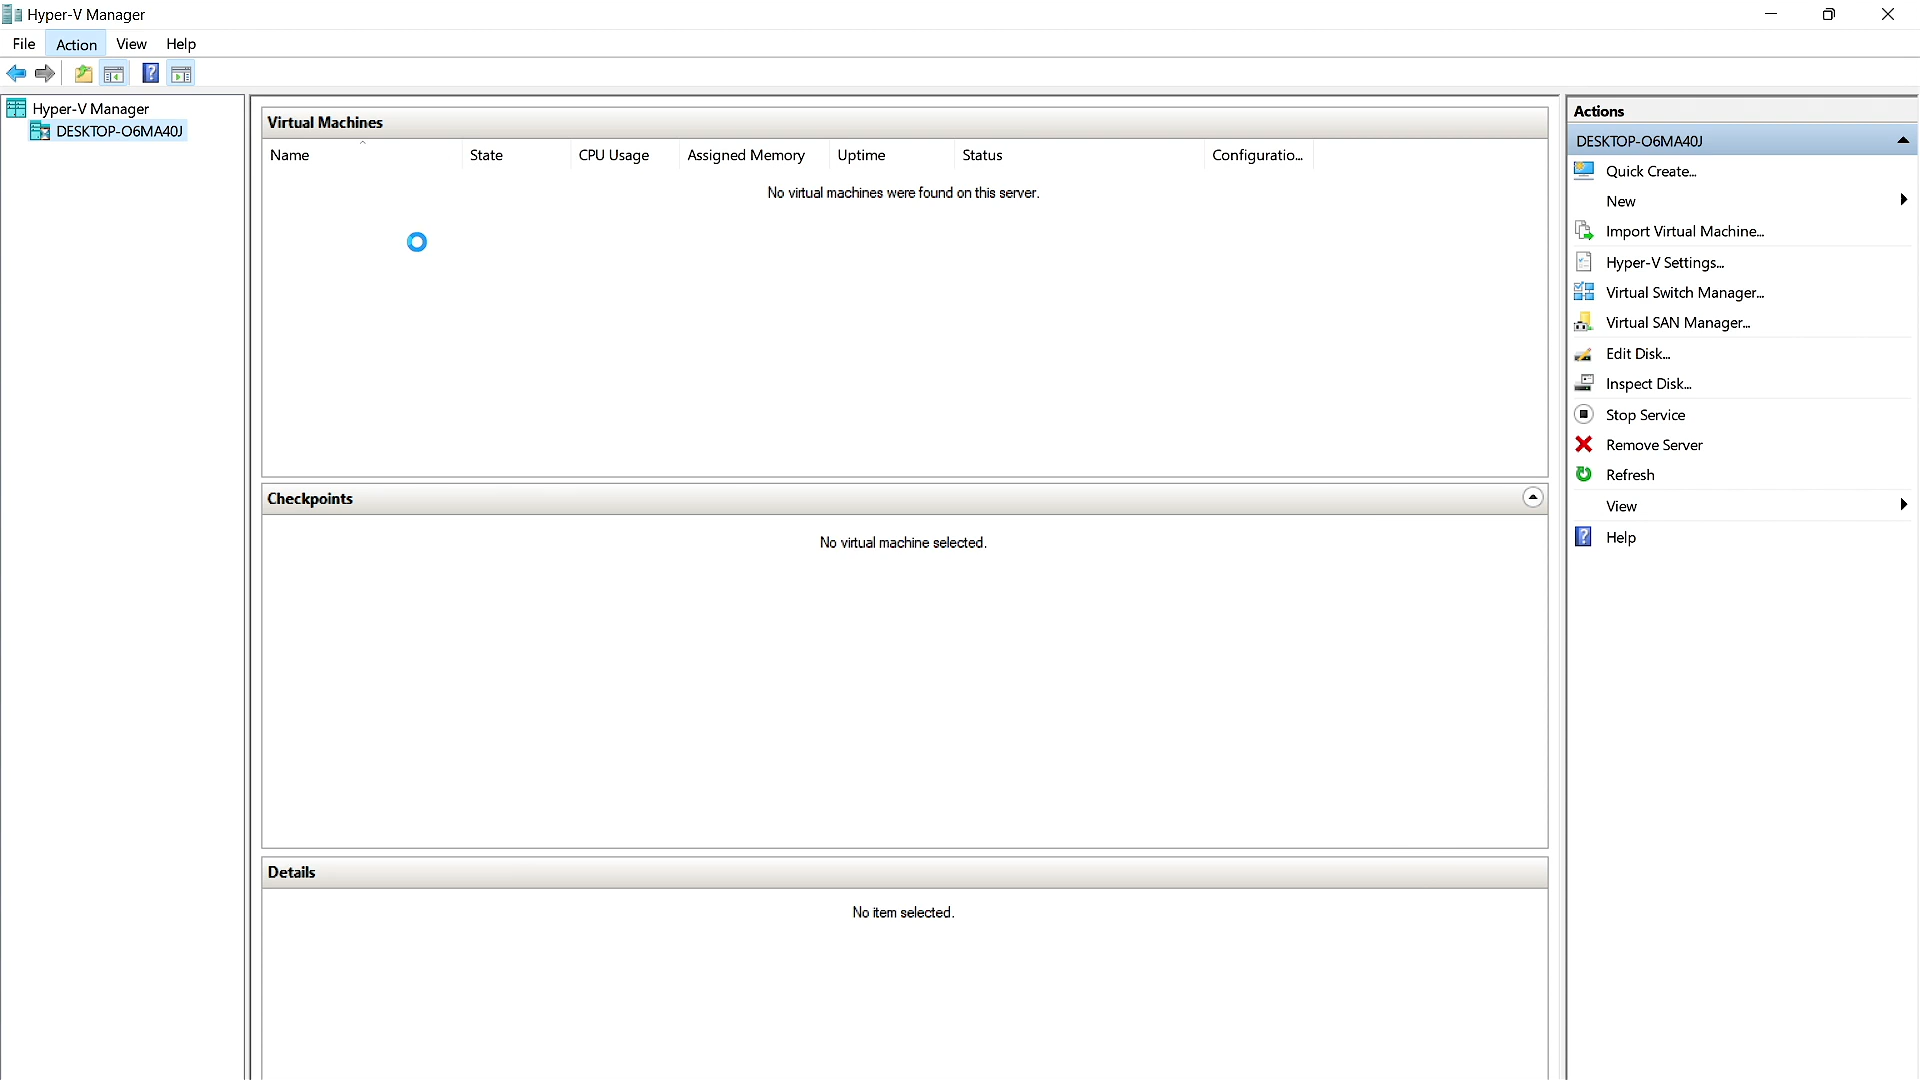 Hyper-V Manager
File Action View Help
Hyper-V Manager
DESKTOP-O6MA40J
Virtual Machines
Name State CPU Usage Assigned Memory Uptime Status Configuratio...
No virtual machines were found on this server.
Checkpoints
No virtual machine selected.
Details
No item selected.
Actions
DESKTOP-O6MA40J
Quick Create...
New
Import Virtual Machine...
Hyper-V Settings...
Virtual Switch Manager...
Virtual SAN Manager...
Edit Disk...
Inspect Disk...
Stop Service
Remove Server
Refresh
View
Help